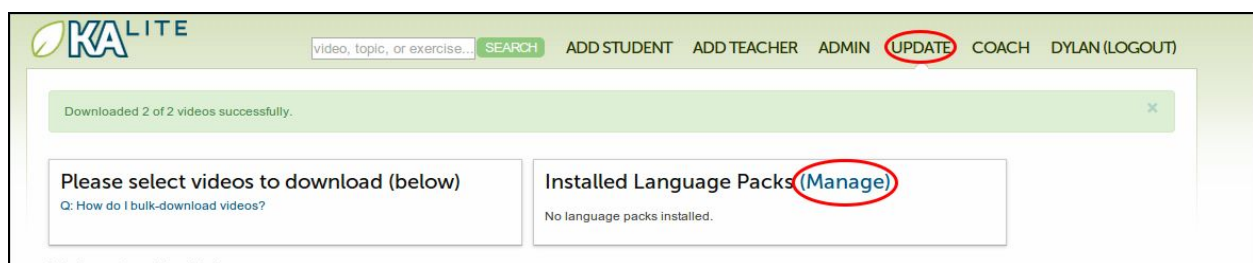 KALITE
video, topic, or exercise... SEARCH ADD STUDENT ADD TEACHER ADMIN UPDATE COACH DYLAN (LOGOUT)
Downloaded 2 of 2 videos successfully. ×
Please select videos to download (below)
Q: How do I bulk-download videos?
Installed Language Packs (Manage)
No language packs installed.